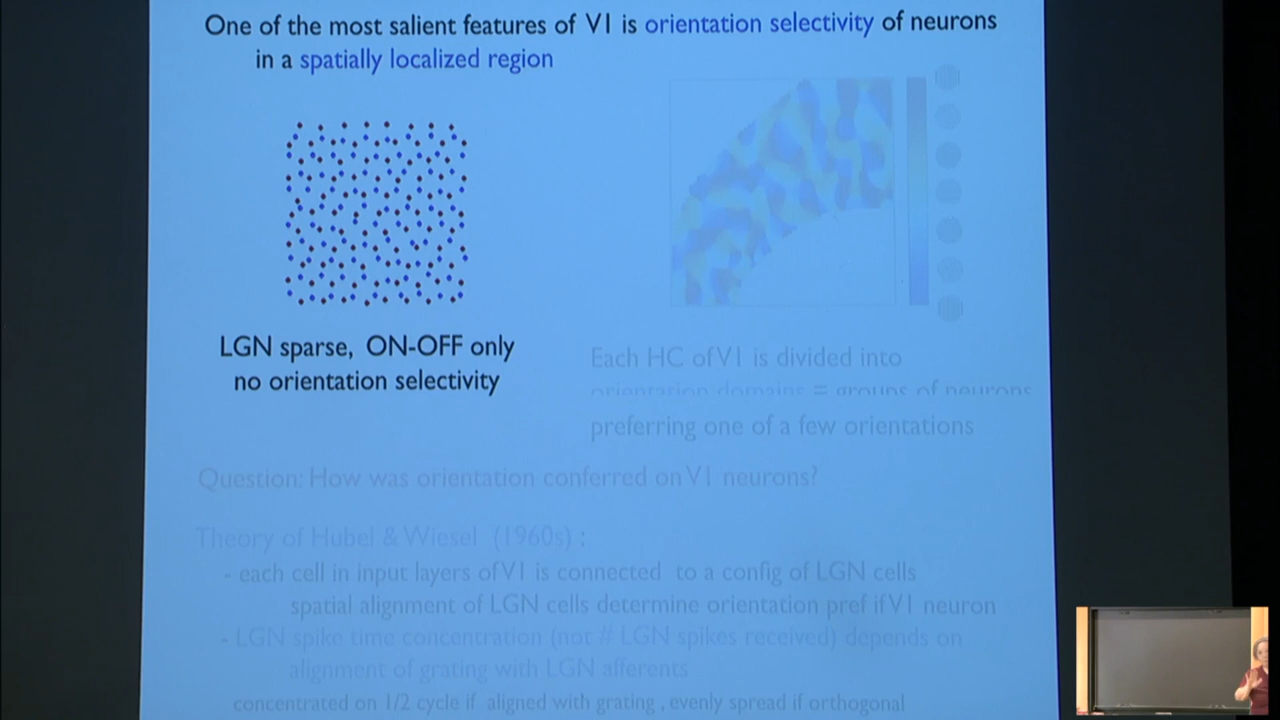 One of the most salient features of V1 is orientation selectivity of neurons
in a spatially localized region
LGN sparse, ON-OFF only
no orientation selectivity
Each HC of V1 is divided into
orientation domains = groups of neurons
preferring one of a few orientations
Question: How was orientation conferred on V1 neurons?
Theory of Hubel & Wiesel (1960s) :
- each cell in input layers of V1 is connected to a config of LGN cells
spatial alignment of LGN cells determine orientation pref if V1 neuron
- LGN spike time concentration (not # LGN spikes received) depends on
alignment of grating with LGN afferents
concentrated on 1/2 cycle if aligned with grating , evenly spread if orthogonal